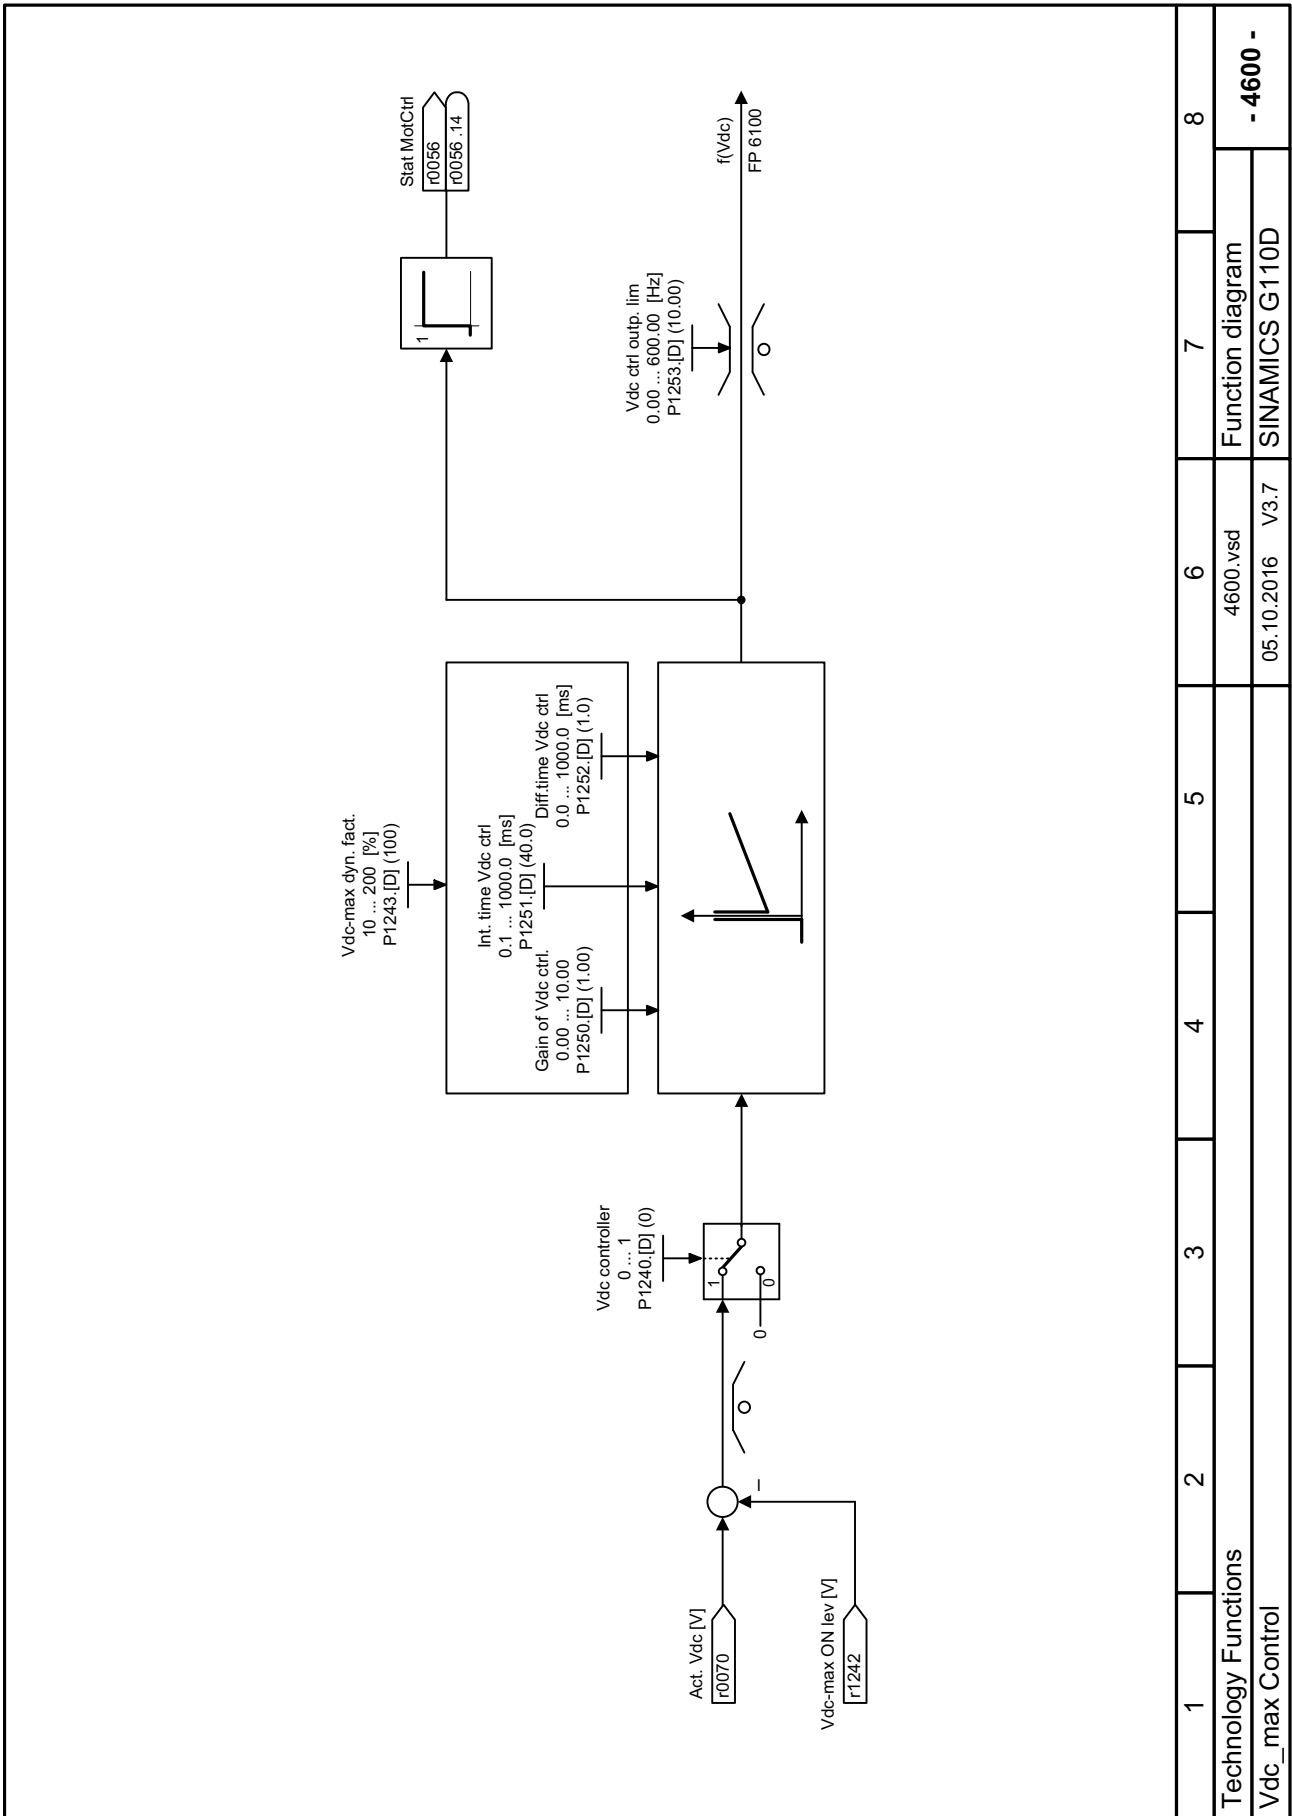 Act. Vdc [V]
r0070
Vdc-max ON lev [V]
r1242
–
Vdc controller
0 ... 1
P1240.[D] (0)
1
0
0
Vdc-max dyn. fact.
10 ... 200 [%]
P1243.[D] (100)
Gain of Vdc ctrl.
0.00 ... 10.00
P1250.[D] (1.00)
Int. time Vdc ctrl
0.1 ... 1000.0 [ms]
P1251.[D] (40.0)
Diff.time Vdc ctrl
0.0 ... 1000.0 [ms]
P1252.[D] (1.0)
1
Stat MotCtrl
r0056
r0056 .14
Vdc ctrl outp. lim
0.00 ... 600.00 [Hz]
P1253.[D] (10.00)
f(Vdc)
FP 6100
1 2 3 4 5 6 7 8
Technology Functions
Vdc_max Control
4600.vsd
05.10.2016 V3.7
Function diagram
SINAMICS G110D
- 4600 -